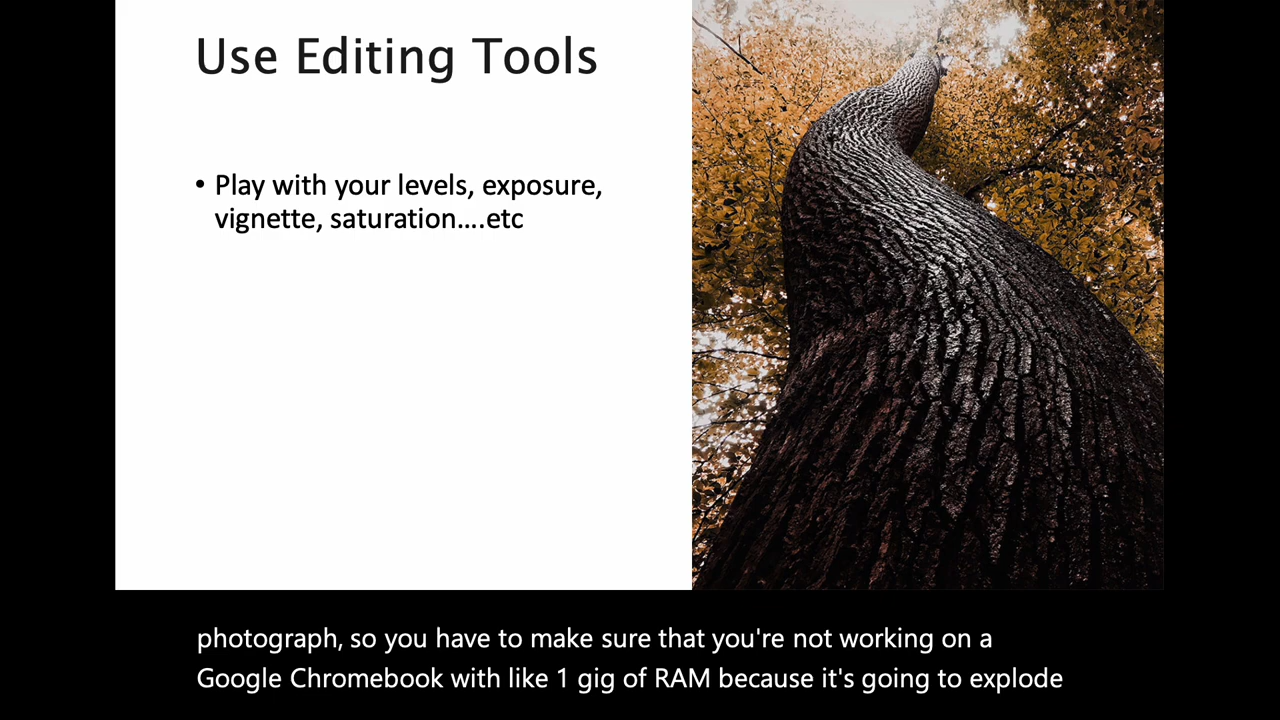 Use Editing Tools
• Play with your levels, exposure,
vignette, saturation....etc
photograph, so you have to make sure that you're not working on a
Google Chromebook with like 1 gig of RAM because it's going to explode